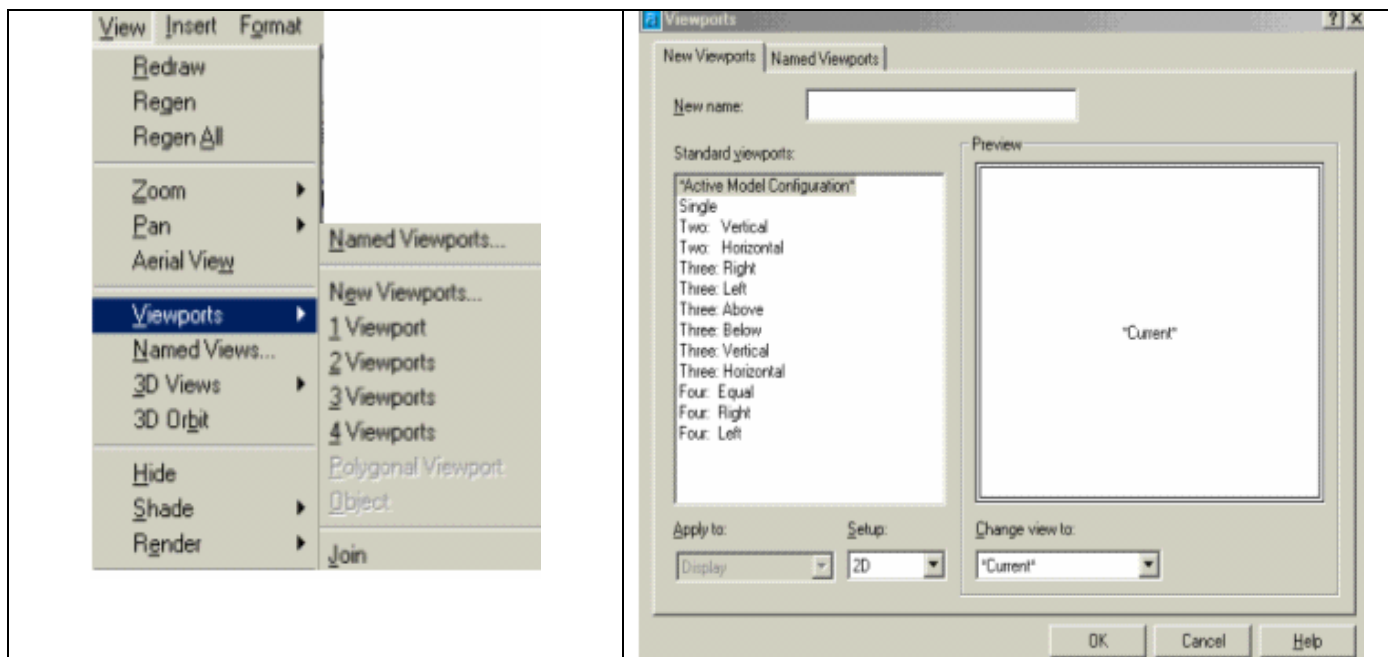 View Insert Format
Redraw
Regen
Regen All
Zoom
Pan
Aerial View
Viewports
Named Views...
3D Views
3D Orbit
Hide
Shade
Render
Named Viewports...
New Viewports...
1 Viewport
2 Viewports
3 Viewports
4 Viewports
Polygonal Viewport
Object
Join
Viewports
New Viewports Named Viewports
New name:
Standard viewports:
*Active Model Configuration*
Single
Two: Vertical
Two: Horizontal
Three: Right
Three: Left
Three: Above
Three: Below
Three: Vertical
Three: Horizontal
Four: Equal
Four: Right
Four: Left
Preview
*Current*
Apply to:
Display
Setup:
2D
Change view to:
*Current*
OK Cancel Help